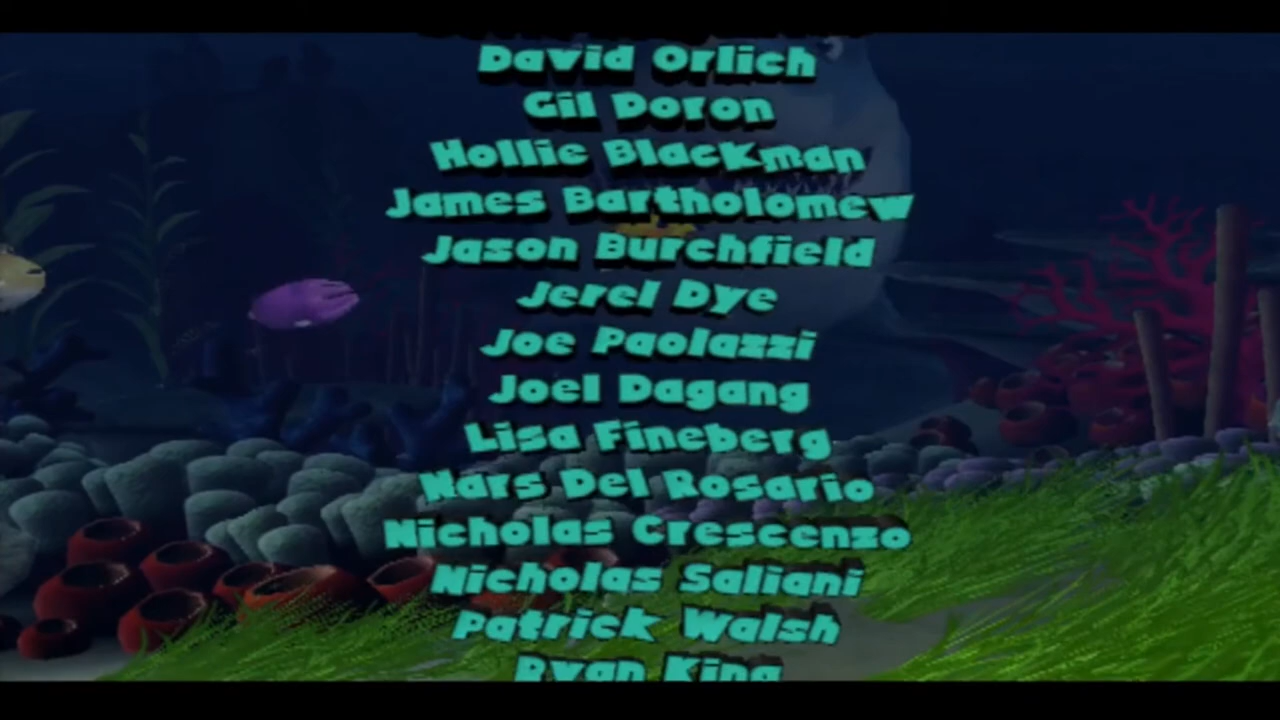 David Orlich
Gil Doron
Hollie Blackman
James Bartholomew
Jason Burchfield
Jerel Dye
Joe Paolazzi
Joel Dagang
Lisa Fineberg
Nars Del Rosario
Nicholas Crescenzo
Nicholas Saliani
Patrick Walsh
Ryan King